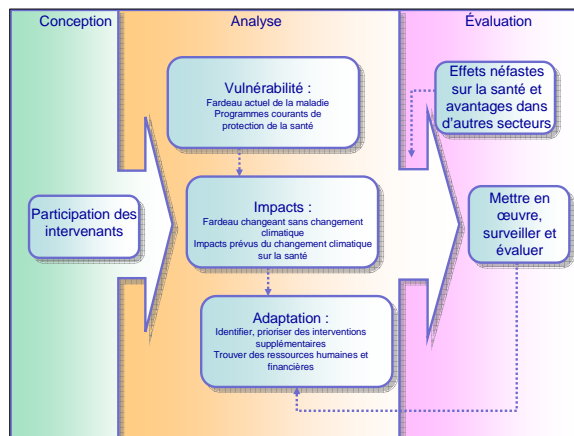 Conception
Analyse
Évaluation
Vulnérabilité :
Fardeau actuel de la maladie
Programmes courants de
protection de la santé
Effets néfastes
sur la santé et
avantages dans
d'autres secteurs
Participation des
intervenants
Impacts :
Fardeau changeant sans changement
climatique
Impacts prévus du changement climatique
sur la santé
Mettre en
œuvre,
surveiller et
évaluer
Adaptation :
Identifier, prioriser des interventions
supplémentaires
Trouver des ressources humaines et
financières